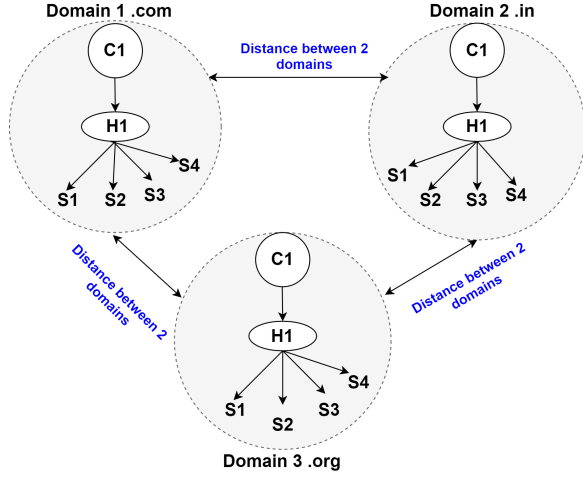 Domain 1 .com
C1
H1
S1
S2
S3
S4
Distance between 2
domains
Domain 2 .in
C1
H1
S1
S2
S3
S4
Distance between 2
domains
Distance between 2
domains
C1
H1
S1
S2
S3
S4
Domain 3 .org